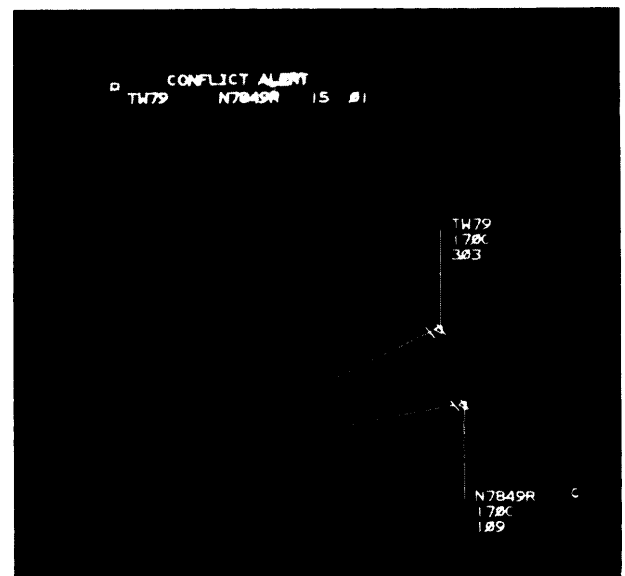 CONFLICT ALERT
TW79 N7849R 15 Ø1
TW79
17ØC
3Ø3
N7849R C
17ØC
1Ø9